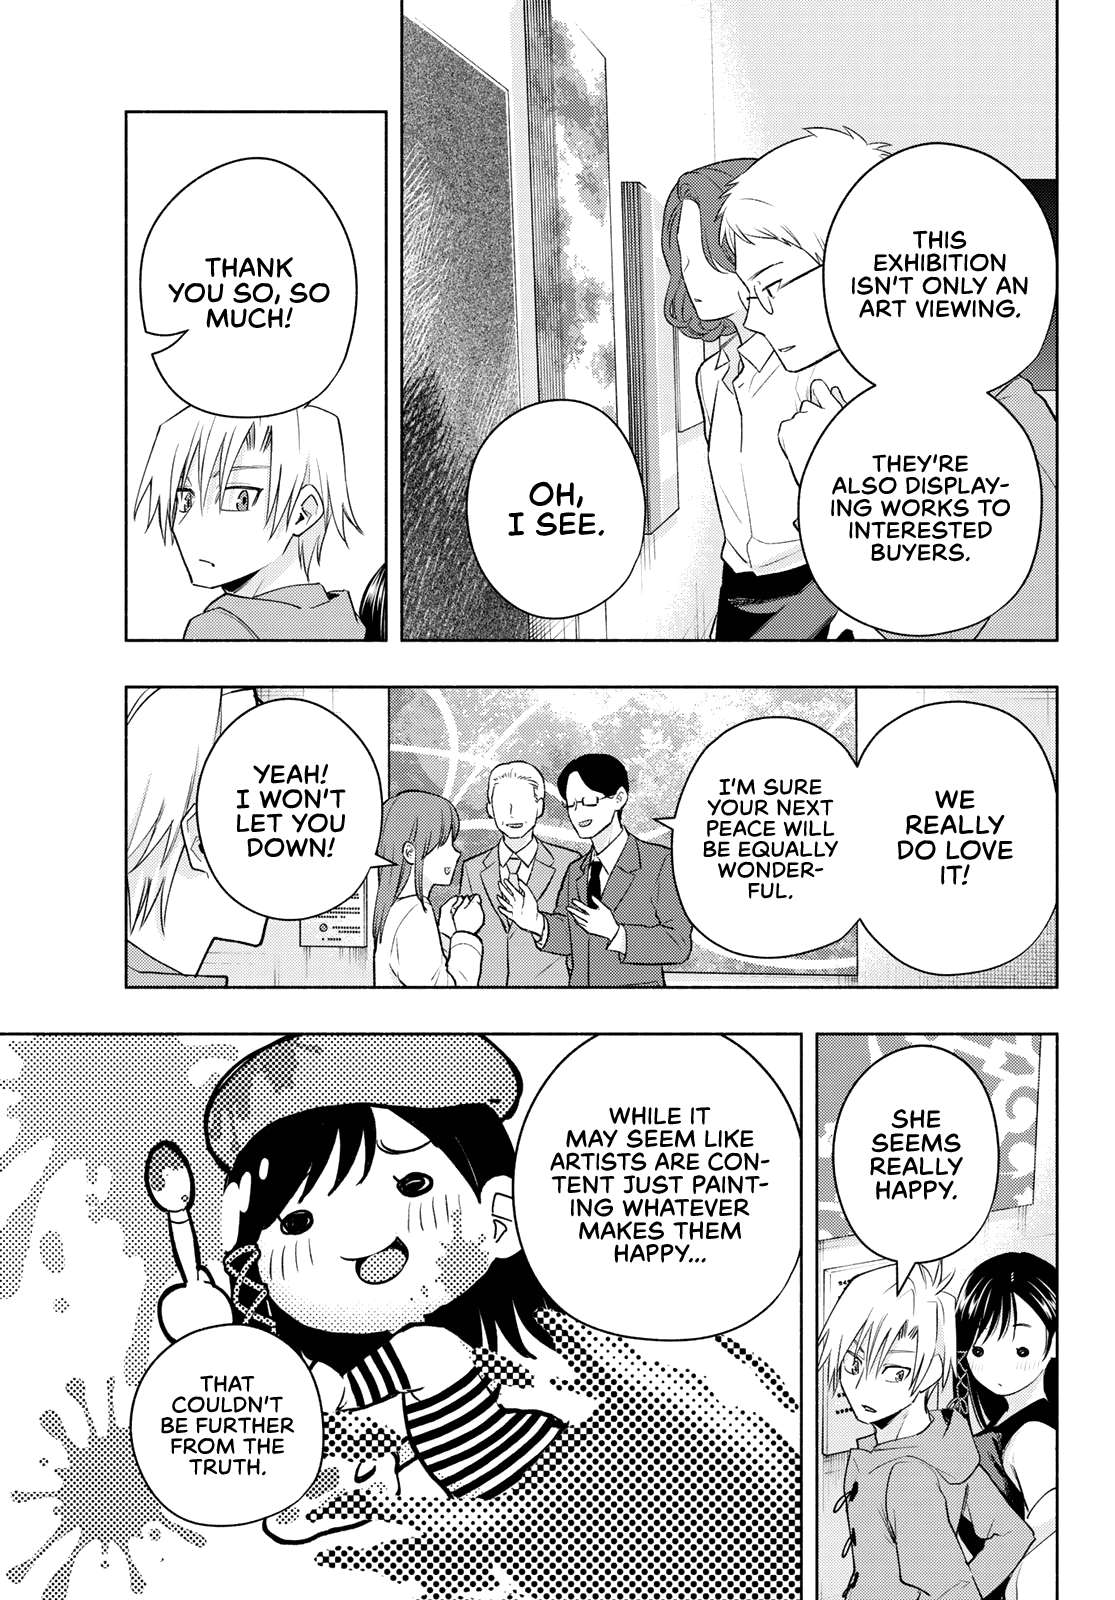 THIS
EXHIBITION
ISN'T ONLY AN
ART VIEWING.
THEY'RE
ALSO DISPLAY-
ING WORKS TO
INTERESTED
BUYERS.
OH,
I SEE.
THANK
YOU SO, SO
MUCH!
WE
REALLY
DO LOVE
IT!
I'M SURE
YOUR NEXT
PEACE WILL
BE EQUALLY
WONDER-
FUL.
YEAH!
I WON'T
LET YOU
DOWN!
SHE
SEEMS
REALLY
HAPPY.
WHILE IT
MAY SEEM LIKE
ARTISTS ARE CON-
TENT JUST PAINT-
ING WHATEVER
MAKES THEM
HAPPY...
THAT
COULDN'T
BE FURTHER
FROM THE
TRUTH.